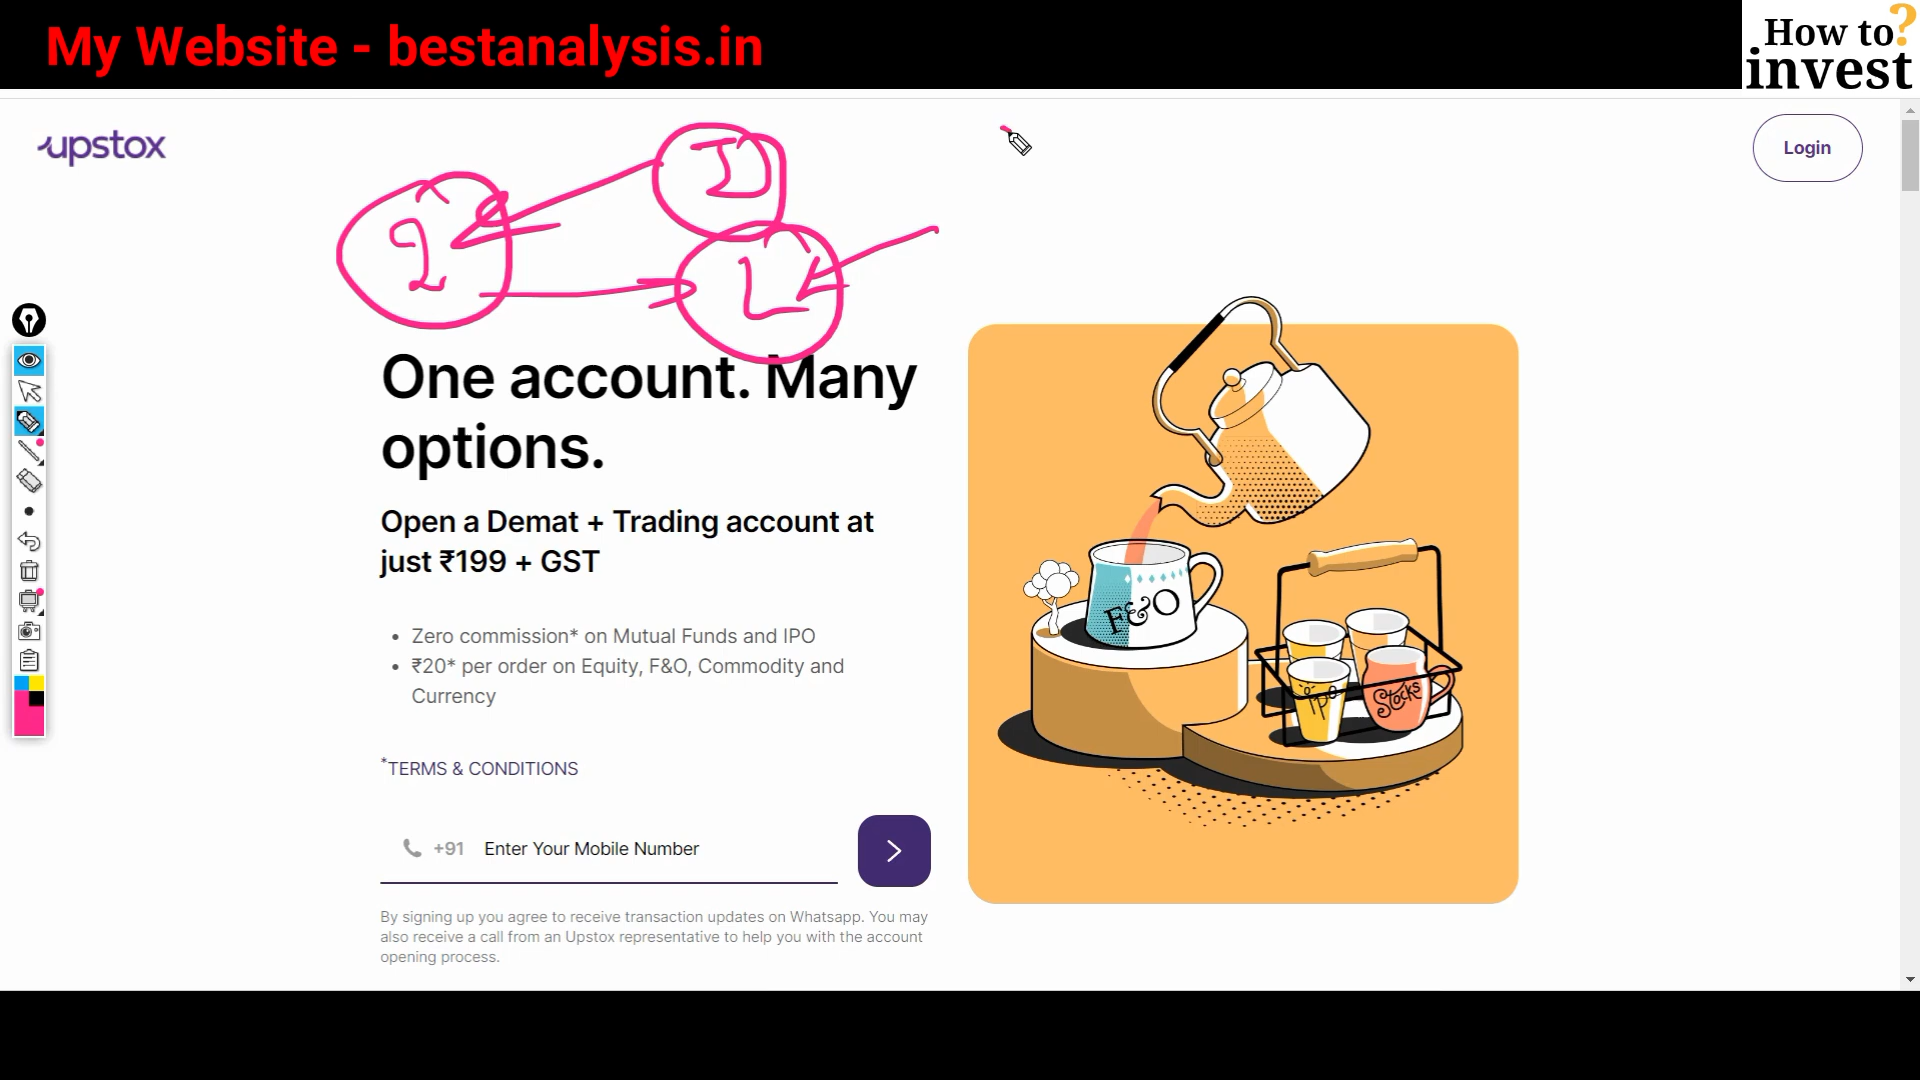 My Website - bestanalysis.in
How to?
invest
upstox
Login
D
L
One account. Many
options.
Open a Demat + Trading account at
just ₹199 + GST
• Zero commission* on Mutual Funds and IPO
• ₹20* per order on Equity, F&O, Commodity and
Currency
*TERMS & CONDITIONS
+91 Enter Your Mobile Number
By signing up you agree to receive transaction updates on Whatsapp. You may
also receive a call from an Upstox representative to help you with the account
opening process.
F&O
IPO
Stocks